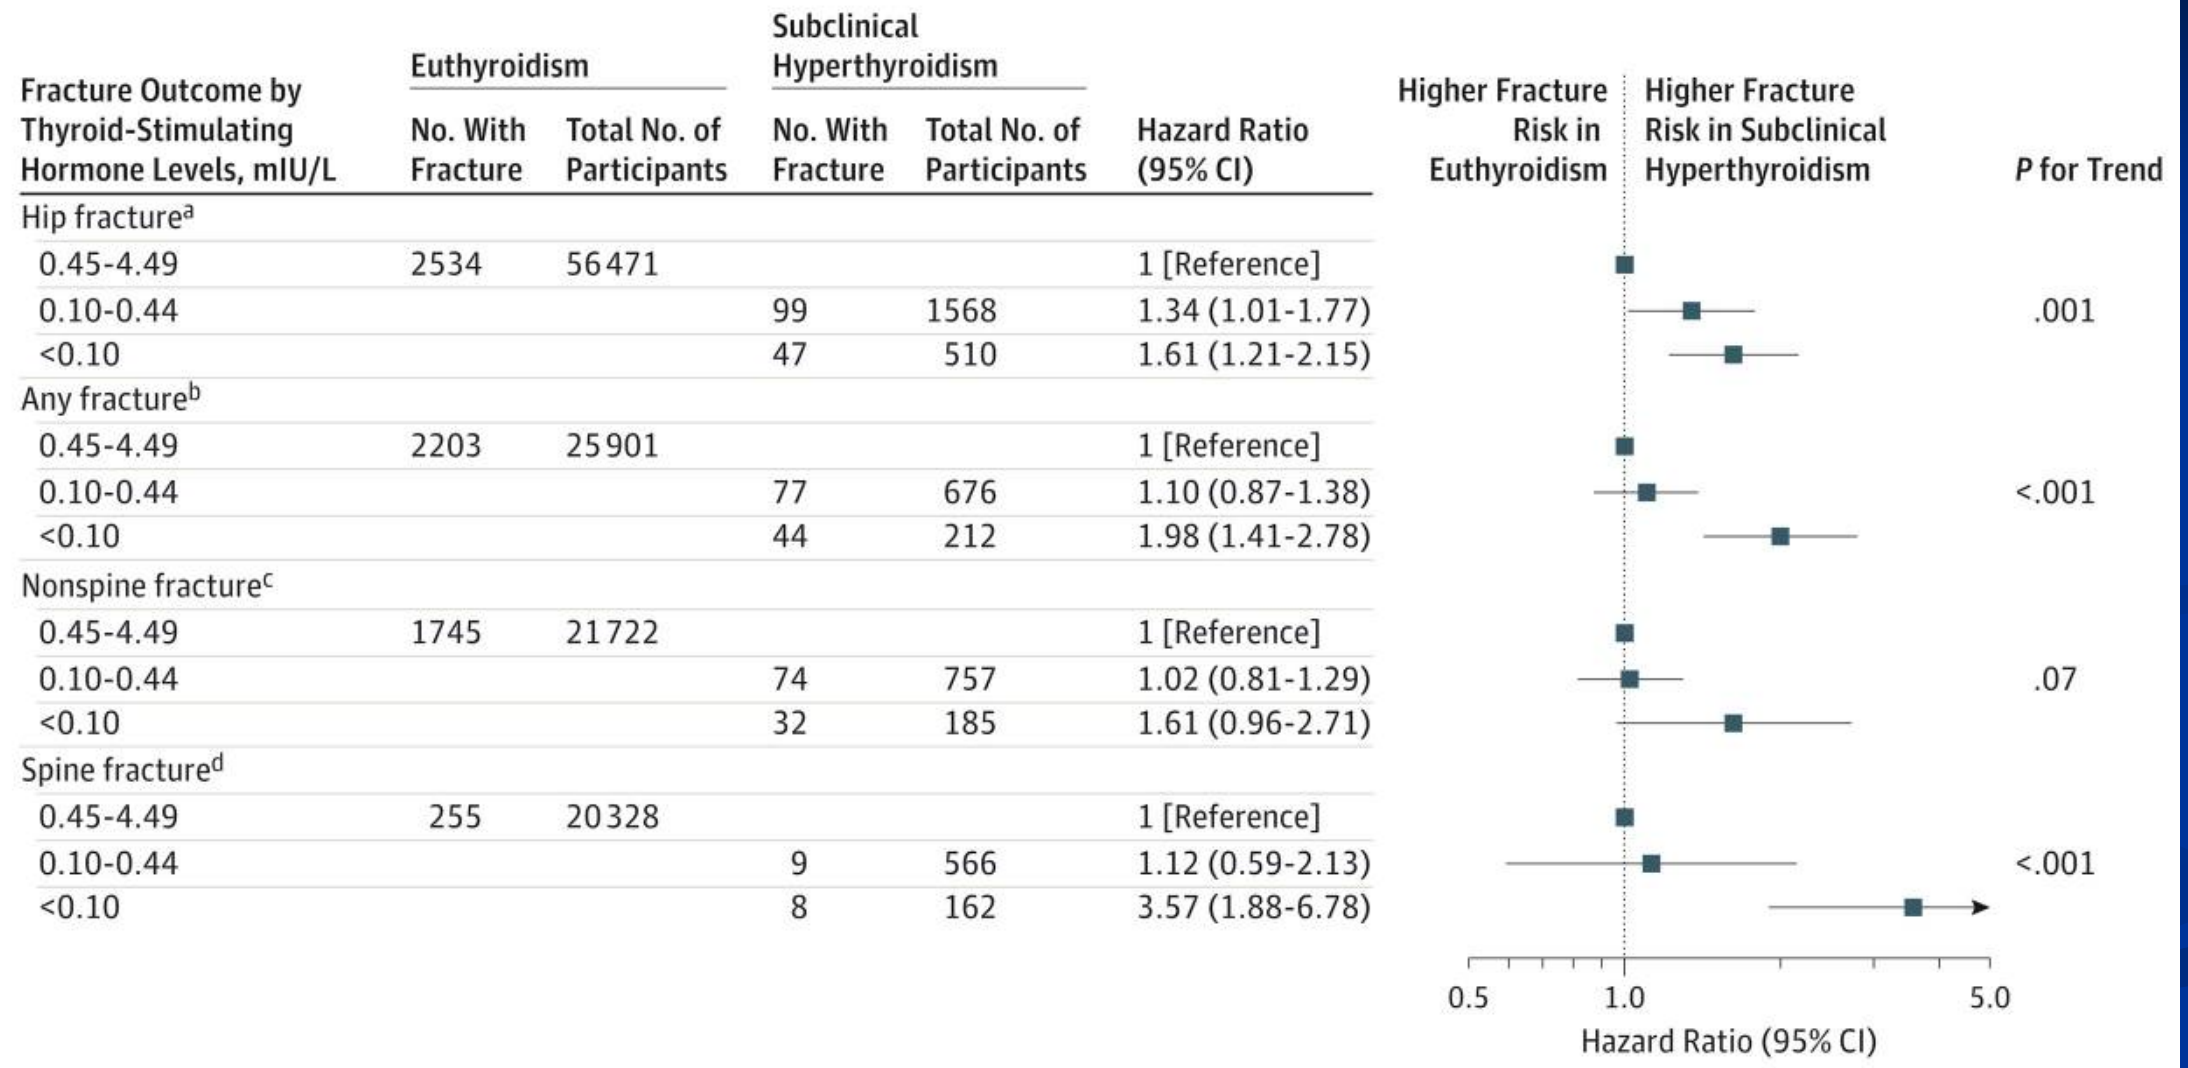 Subclinical
Euthyroidism Hyperthyroidism
Fracture Outcome by Higher Fracture Higher Fracture
Thyroid-Stimulating No. With Total No. of No. With Total No. of Hazard Ratio Risk in Risk in Subclinical
Hormone Levels, mIU/L Fracture Participants Fracture Participants (95% CI) Euthyroidism Hyperthyroidism P for Trend
Hip fractureᵃ
0.45-4.49 2534 56471 1 [Reference]
0.10-0.44 99 1568 1.34 (1.01-1.77) .001
<0.10 47 510 1.61 (1.21-2.15)
Any fractureᵇ
0.45-4.49 2203 25901 1 [Reference]
0.10-0.44 77 676 1.10 (0.87-1.38) <.001
<0.10 44 212 1.98 (1.41-2.78)
Nonspine fractureᶜ
0.45-4.49 1745 21722 1 [Reference]
0.10-0.44 74 757 1.02 (0.81-1.29) .07
<0.10 32 185 1.61 (0.96-2.71)
Spine fractureᵈ
0.45-4.49 255 20328 1 [Reference]
0.10-0.44 9 566 1.12 (0.59-2.13) <.001
<0.10 8 162 3.57 (1.88-6.78)
0.5 1.0 5.0
Hazard Ratio (95% CI)